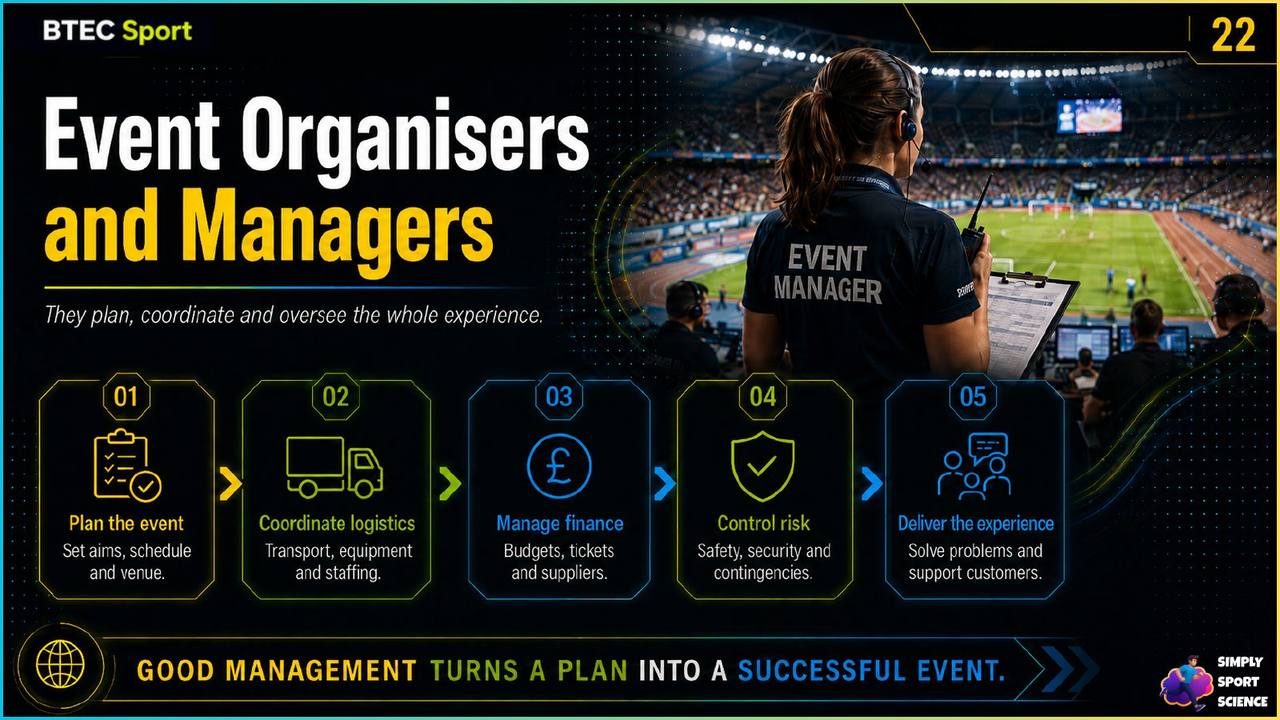 BTEC Sport
22
Event Organisers
and Managers
They plan, coordinate and oversee the whole experience.
EVENT
MANAGER
01
Plan the event
Set aims, schedule
and venue.
02
Coordinate logistics
Transport, equipment
and staffing.
03
Manage finance
Budgets, tickets
and suppliers.
04
Control risk
Safety, security and
contingencies.
05
Deliver the experience
Solve problems and
support customers.
GOOD MANAGEMENT TURNS A PLAN INTO A SUCCESSFUL EVENT.
SIMPLY
SPORT
SCIENCE